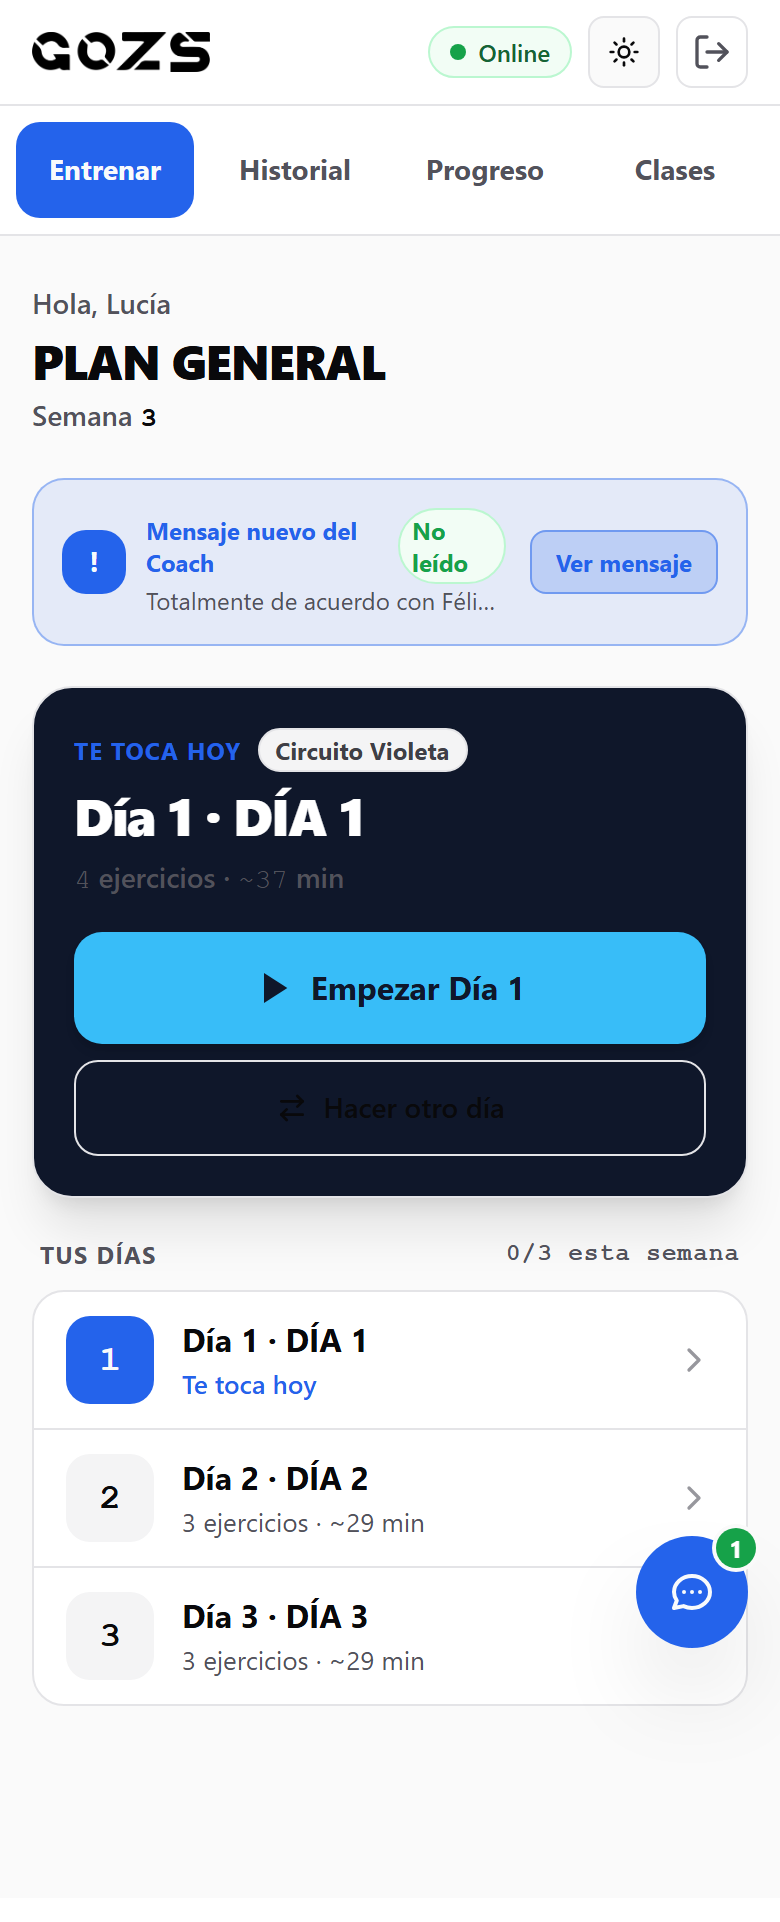 GOZS
Online
Entrenar Historial Progreso Clases
Hola, Lucía
PLAN GENERAL
Semana 3
!
Mensaje nuevo del
Coach
No
leído
Totalmente de acuerdo con Féli...
Ver mensaje
TE TOCA HOY Circuito Violeta
Día 1 · DÍA 1
4 ejercicios · ~37 min
Empezar Día 1
Hacer otro día
TUS DÍAS 0/3 esta semana
1
Día 1 · DÍA 1
Te toca hoy
2
Día 2 · DÍA 2
3 ejercicios · ~29 min
1
3
Día 3 · DÍA 3
3 ejercicios · ~29 min